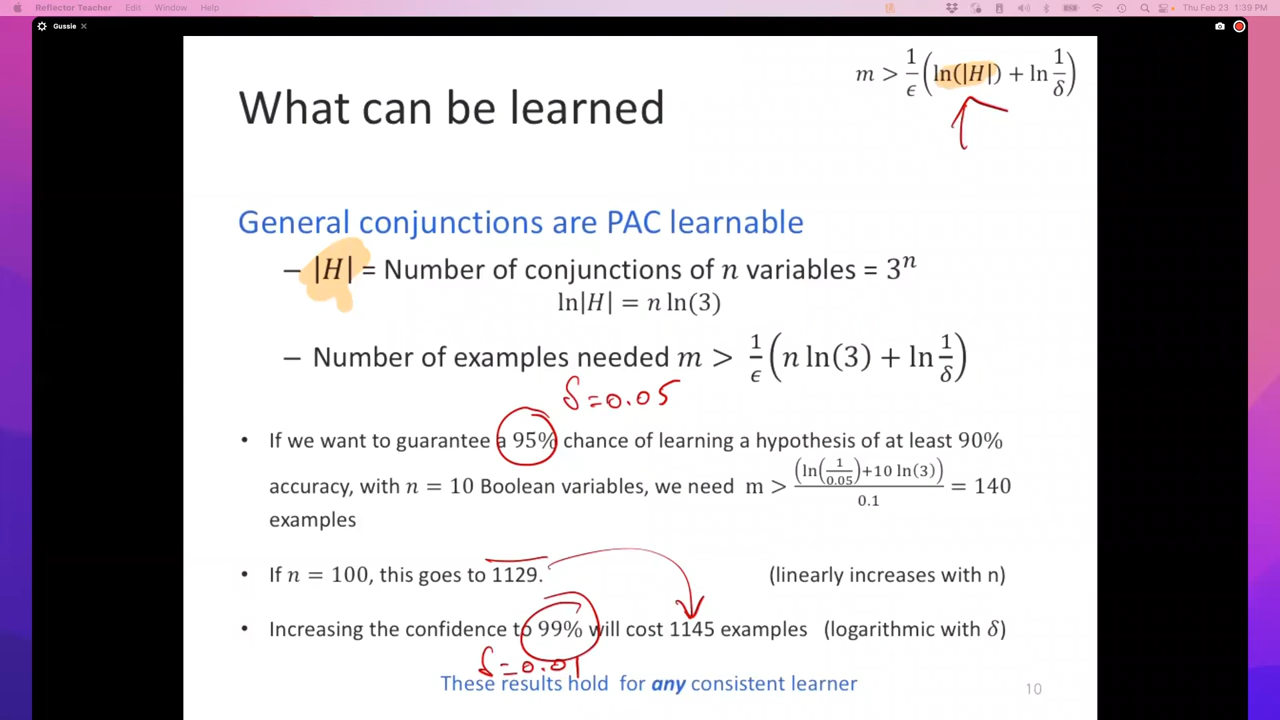 Reflector Teacher Edit Window Help Thu Feb 23 1:39 PM
Gussie ×
m > 1/ϵ (ln(|H|) + ln 1/δ)
What can be learned
General conjunctions are PAC learnable
– |H| = Number of conjunctions of n variables = 3ⁿ
ln|H| = n ln(3)
– Number of examples needed m > 1/ϵ (n ln(3) + ln 1/δ)
δ=0.05
• If we want to guarantee a 95% chance of learning a hypothesis of at least 90%
accuracy, with n = 10 Boolean variables, we need m > (ln(1/0.05)+10 ln(3))/0.1 = 140
examples
• If n = 100, this goes to 1129. (linearly increases with n)
• Increasing the confidence to 99% will cost 1145 examples (logarithmic with δ)
δ=0.01
These results hold for any consistent learner
10